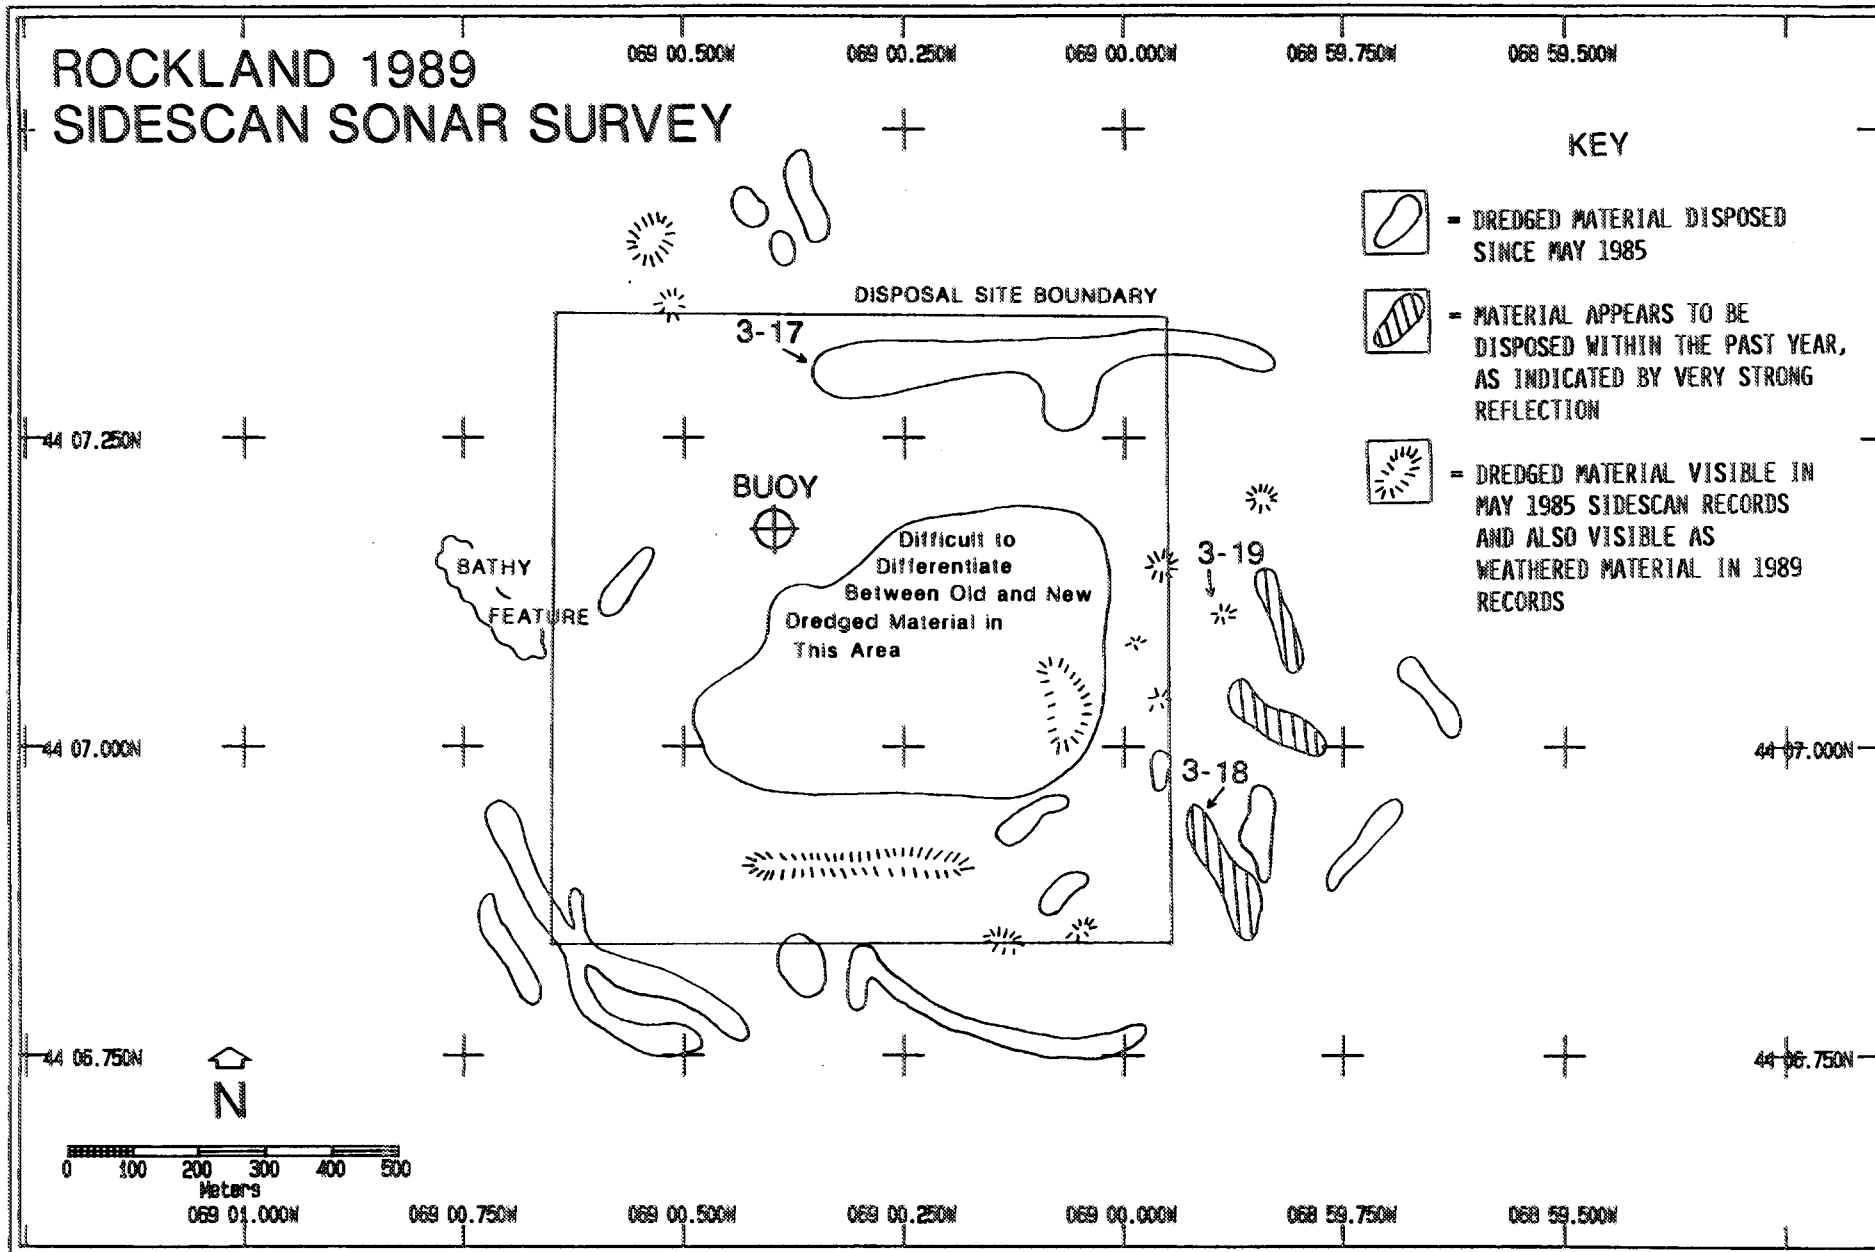 069 00.500W 069 00.250W 069 00.000W 068 59.750W 068 59.500W
ROCKLAND 1989
SIDESCAN SONAR SURVEY
KEY
= DREDGED MATERIAL DISPOSED
SINCE MAY 1985
= MATERIAL APPEARS TO BE
DISPOSED WITHIN THE PAST YEAR,
AS INDICATED BY VERY STRONG
REFLECTION
= DREDGED MATERIAL VISIBLE IN
MAY 1985 SIDESCAN RECORDS
AND ALSO VISIBLE AS
WEATHERED MATERIAL IN 1989
RECORDS
DISPOSAL SITE BOUNDARY
3-17
44 07.250N
BUOY
Difficult to
Differentiate
Between Old and New
Dredged Material in
This Area
BATHY
FEATURE
3-19
44 07.000N 44 07.000N
3-18
44 06.750N 44 06.750N
N
0 100 200 300 400 500
Meters
069 01.000W 069 00.750W 069 00.500W 069 00.250W 069 00.000W 068 59.750W 068 59.500W